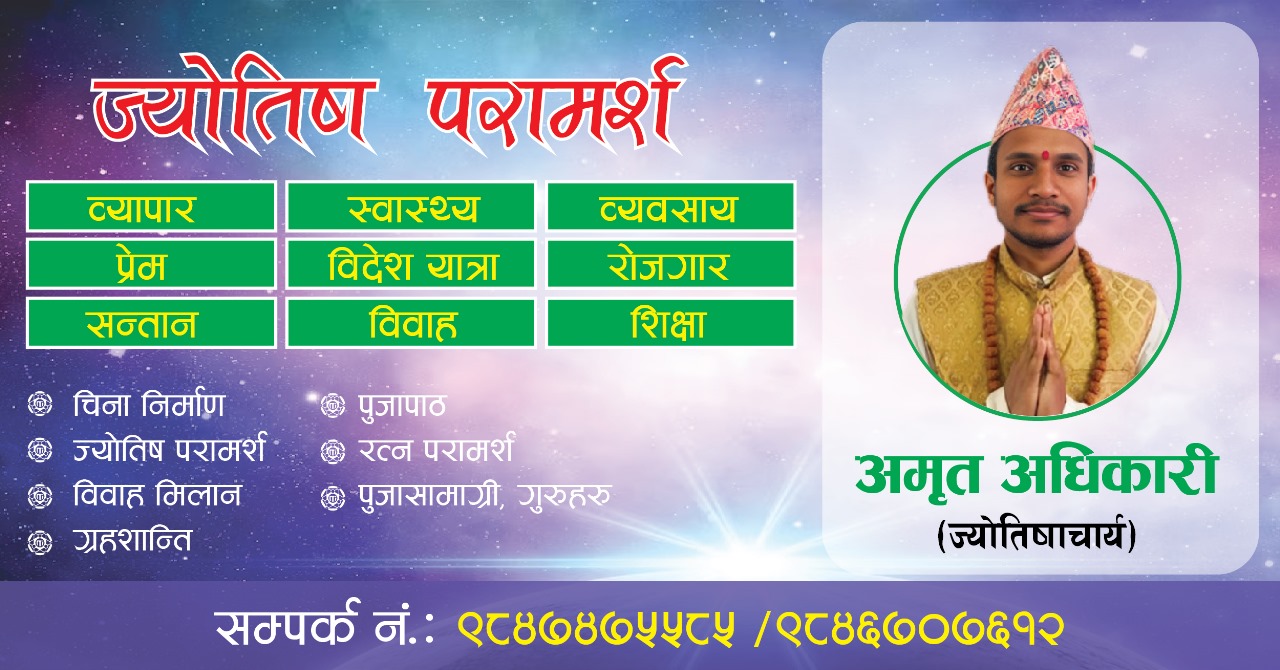 ज्योतिष परामर्श
व्यापार स्वास्थ्य व्यवसाय
प्रेम विदेश यात्रा रोजगार
सन्तान विवाह शिक्षा
चिना निर्माण
ज्योतिष परामर्श
विवाह मिलान
ग्रहशान्ति
पुजापाठ
रत्न परामर्श
पुजासामाग्री, गुरुहरु
अमृत अधिकारी
(ज्योतिषाचार्य)
सम्पर्क नं.: ९८४७४७५५८५ /९८४६७०७६१२